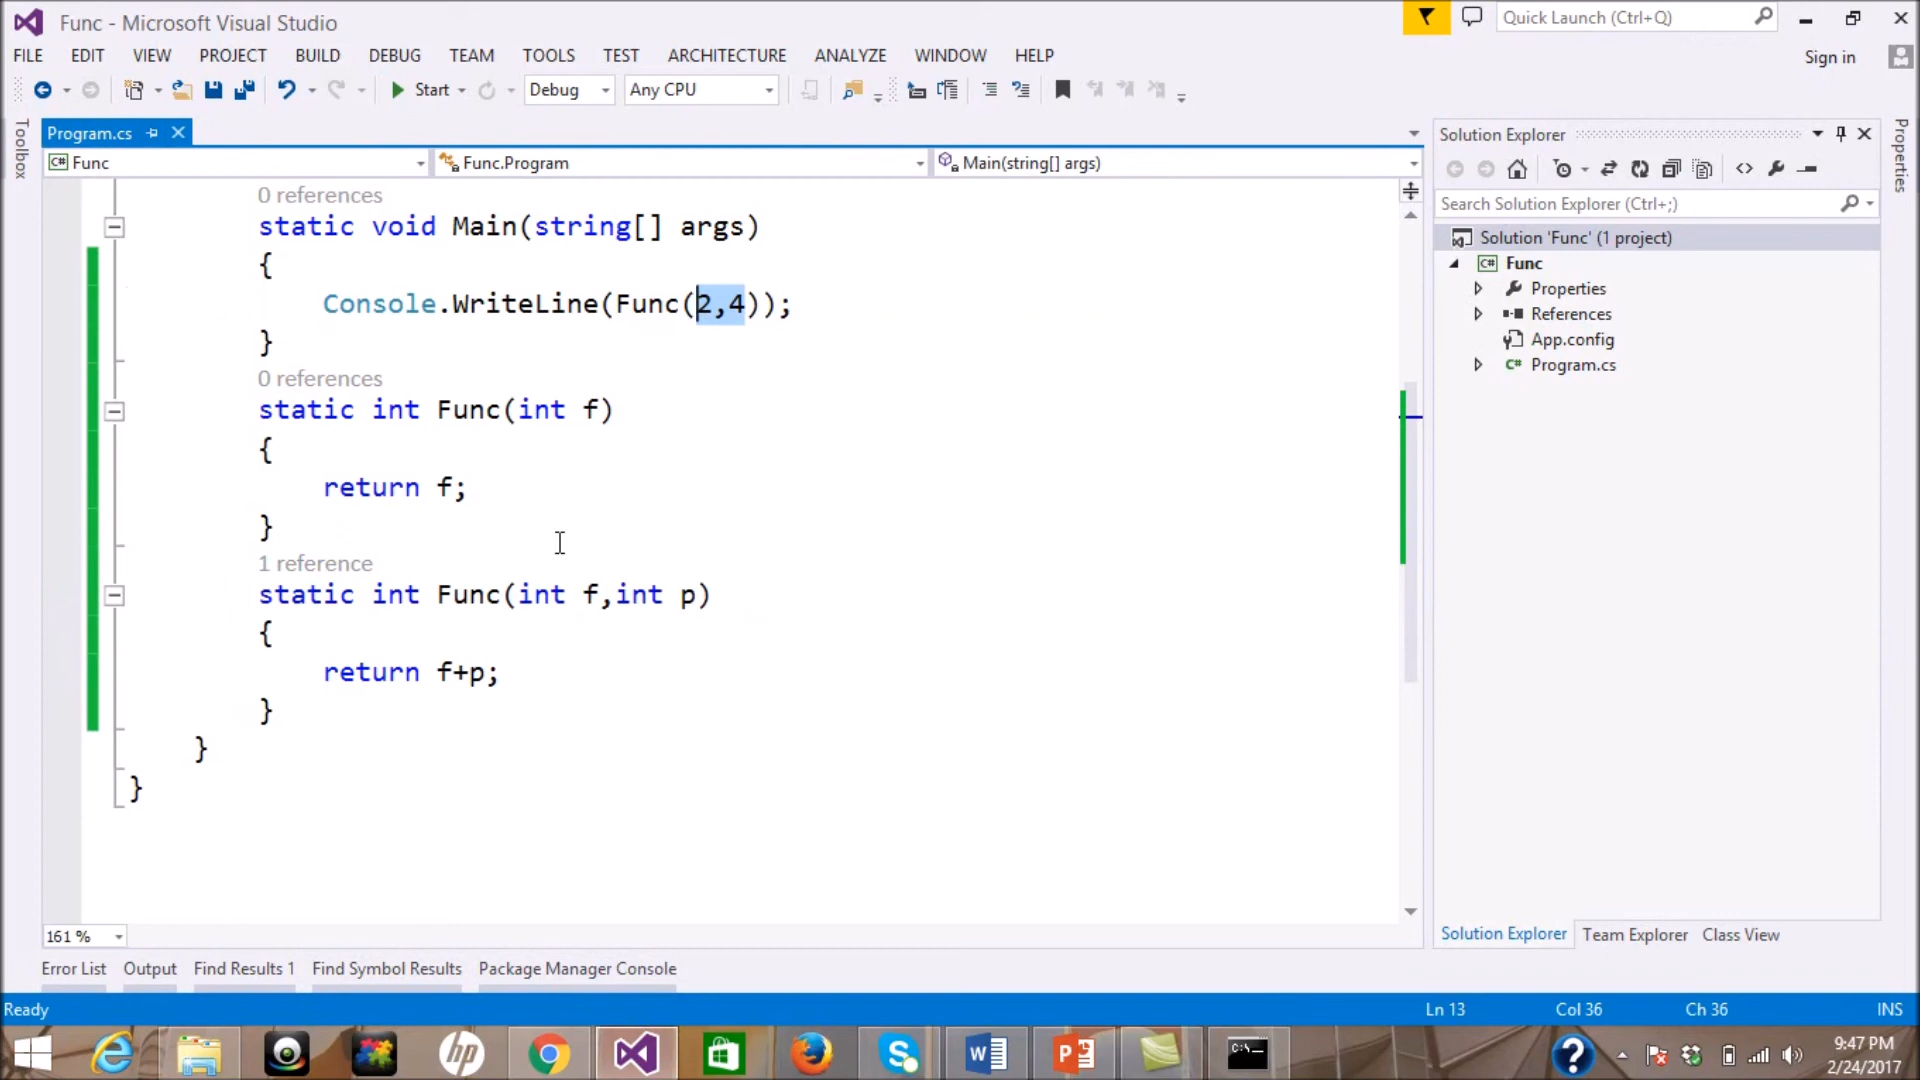 Func - Microsoft Visual Studio
Quick Launch (Ctrl+Q)
FILE EDIT VIEW PROJECT BUILD DEBUG TEAM TOOLS TEST ARCHITECTURE ANALYZE WINDOW HELP
Sign in
Start Debug Any CPU
Toolbox
Program.cs
Func Func.Program Main(string[] args)
0 references
static void Main(string[] args)
{
Console.WriteLine(Func(2,4));
}
0 references
static int Func(int f)
{
return f;
}
1 reference
static int Func(int f,int p)
{
return f+p;
}
}
}
161 %
Solution Explorer
Search Solution Explorer (Ctrl+;)
Solution 'Func' (1 project)
C# Func
Properties
References
App.config
C# Program.cs
Solution Explorer Team Explorer Class View
Properties
Error List Output Find Results 1 Find Symbol Results Package Manager Console
Ready Ln 13 Col 36 Ch 36 INS
9:47 PM
2/24/2017